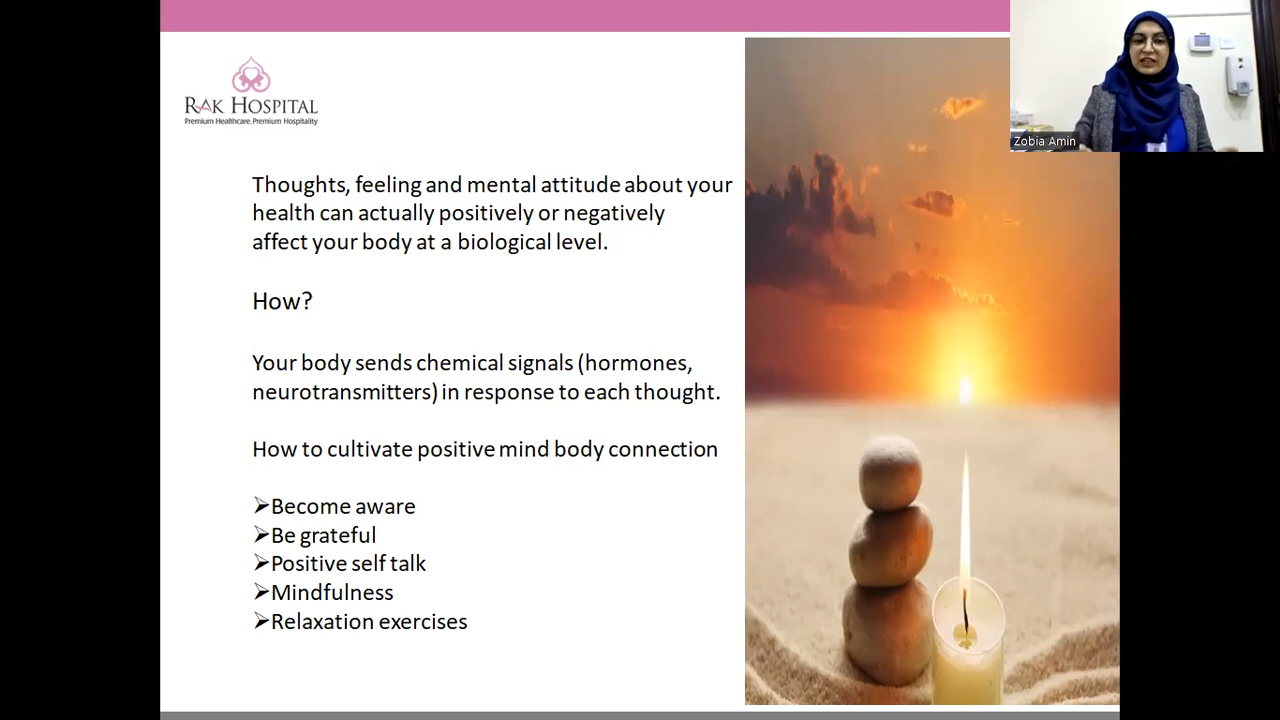 RAK HOSPITAL
Premium Healthcare.Premium Hospitality
Zobia Amin
Thoughts, feeling and mental attitude about your
health can actually positively or negatively
affect your body at a biological level.
How?
Your body sends chemical signals (hormones,
neurotransmitters) in response to each thought.
How to cultivate positive mind body connection
➢Become aware
➢Be grateful
➢Positive self talk
➢Mindfulness
➢Relaxation exercises